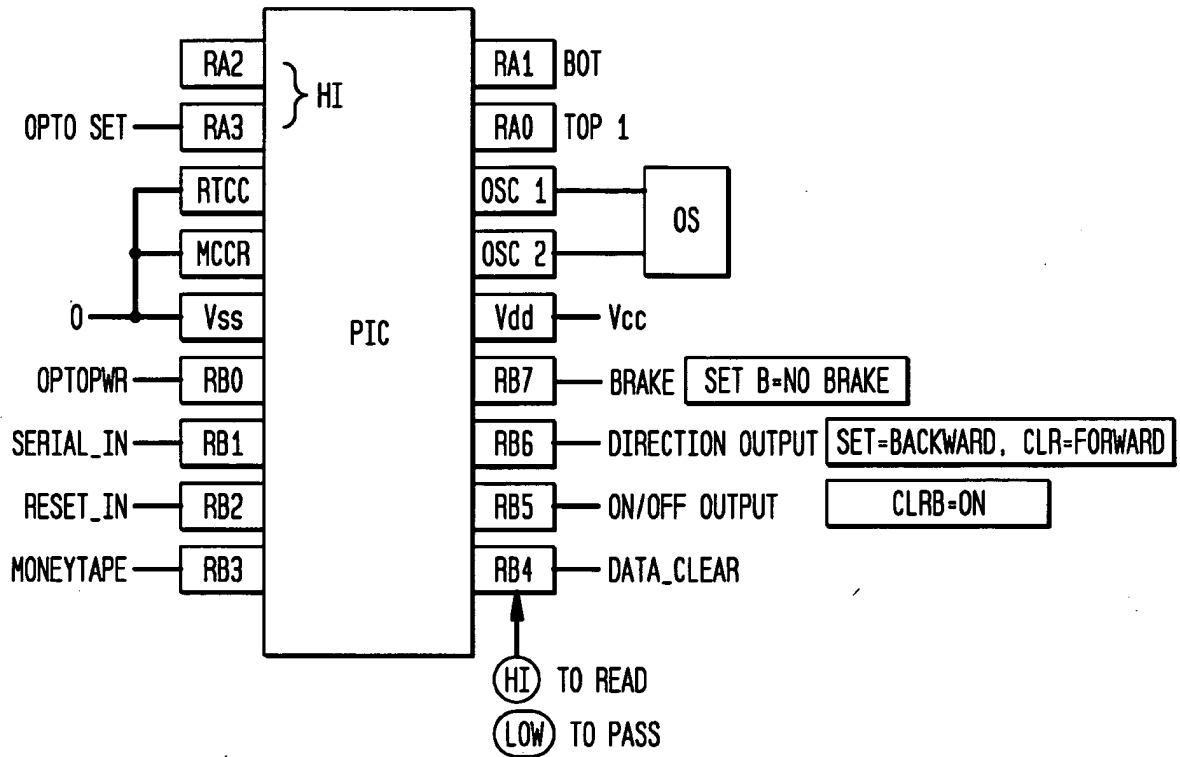 RA2 HI RA1 BOT
OPTO SET RA3 RA0 TOP 1
RTCC OSC 1
OS
MCCR OSC 2
0 Vss PIC Vdd Vcc
OPTOPWR RB0 RB7 BRAKE SET B=NO BRAKE
SERIAL_IN RB1 RB6 DIRECTION OUTPUT SET=BACKWARD, CLR=FORWARD
RESET_IN RB2 RB5 ON/OFF OUTPUT CLRB=ON
MONEYTAPE RB3 RB4 DATA_CLEAR
HI TO READ
LOW TO PASS